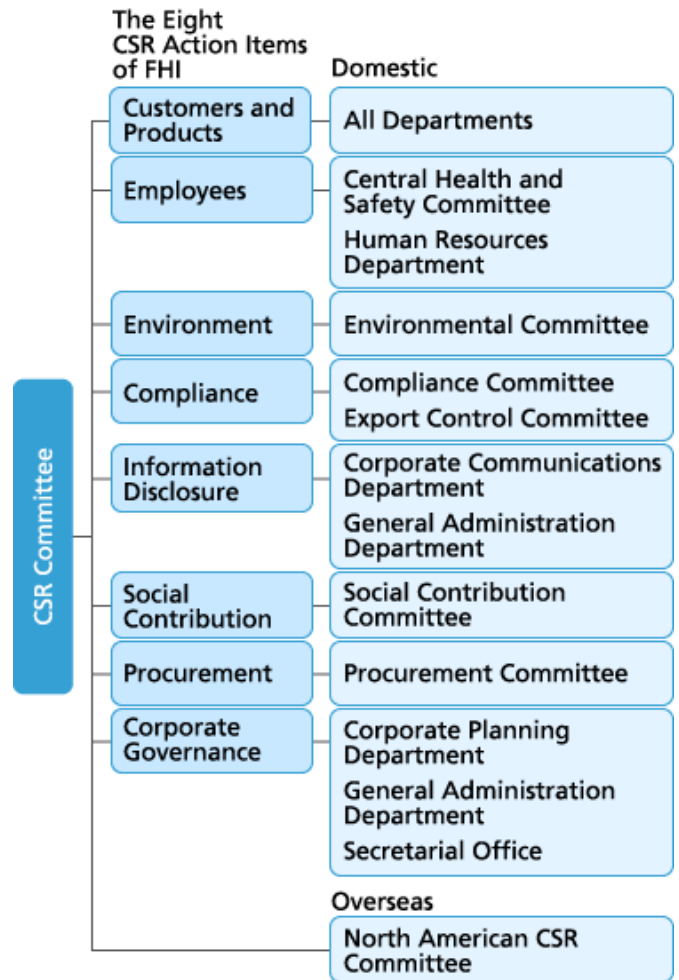 The Eight
CSR Action Items
of FHI
Domestic
CSR Committee
Customers and
Products
All Departments
Employees
Central Health and
Safety Committee
Human Resources
Department
Environment
Environmental Committee
Compliance
Compliance Committee
Export Control Committee
Information
Disclosure
Corporate Communications
Department
General Administration
Department
Social
Contribution
Social Contribution
Committee
Procurement
Procurement Committee
Corporate
Governance
Corporate Planning
Department
General Administration
Department
Secretarial Office
Overseas
North American CSR
Committee